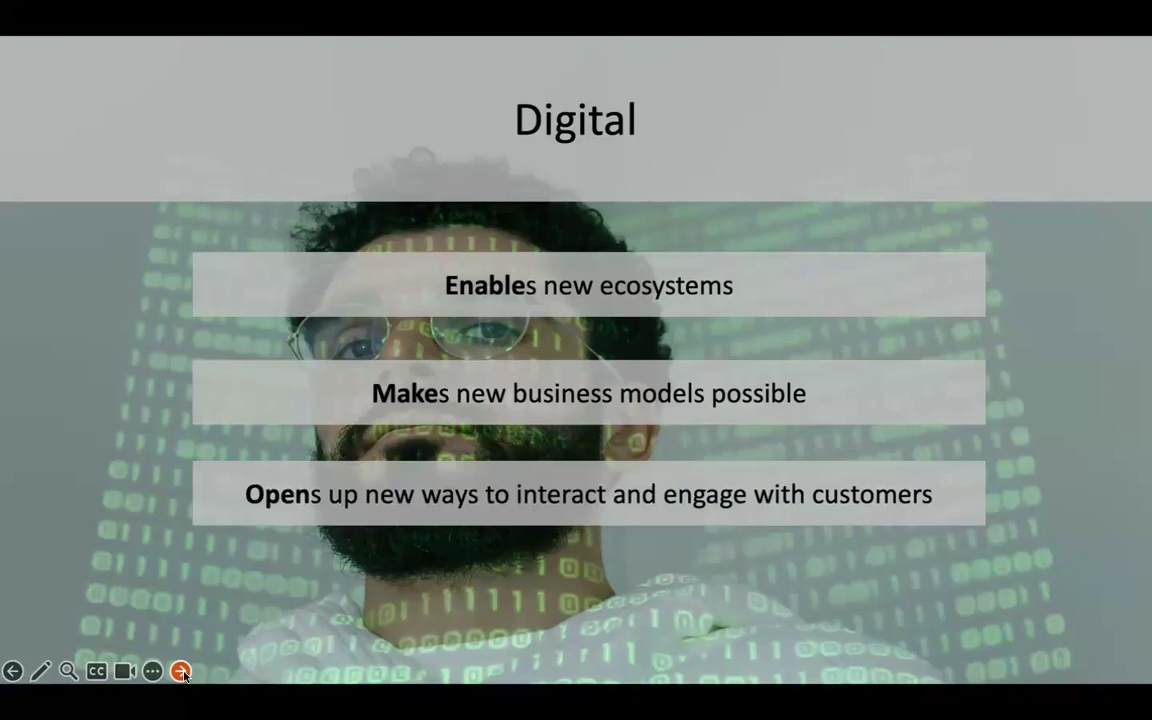 Digital
Enables new ecosystems
Makes new business models possible
Opens up new ways to interact and engage with customers
CC